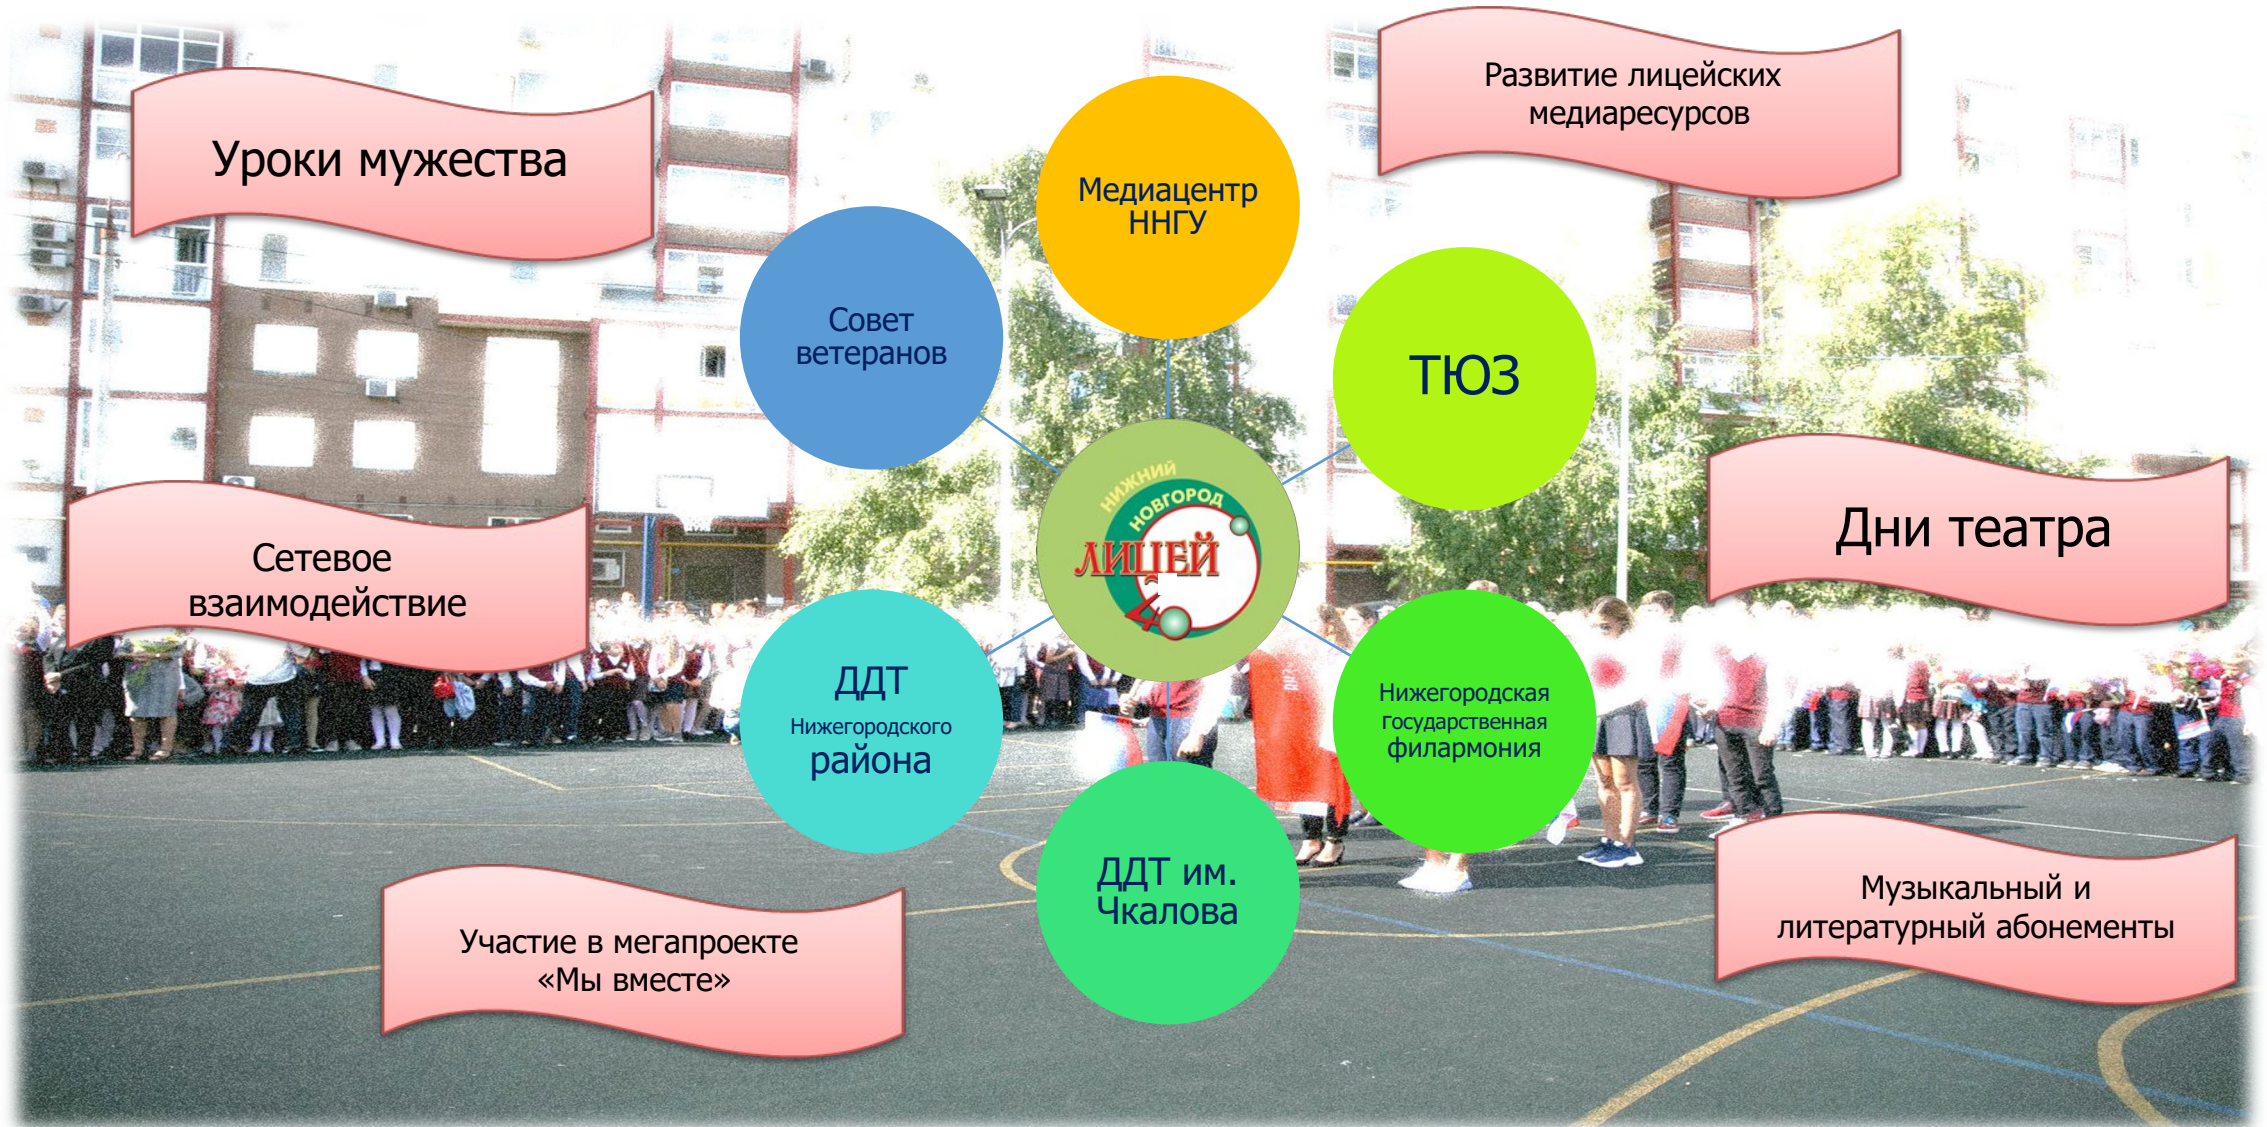 Уроки мужества
Развитие лицейских
медиаресурсов
Медиацентр
ННГУ
Совет
ветеранов
ТЮЗ
НИЖНИЙ
НОВГОРОД
ЛИЦЕЙ
40
Сетевое
взаимодействие
Дни театра
ДДТ
Нижегородского
района
Нижегородская
государственная
филармония
ДДТ им.
Чкалова
Участие в мегапроекте
«Мы вместе»
Музыкальный и
литературный абонементы